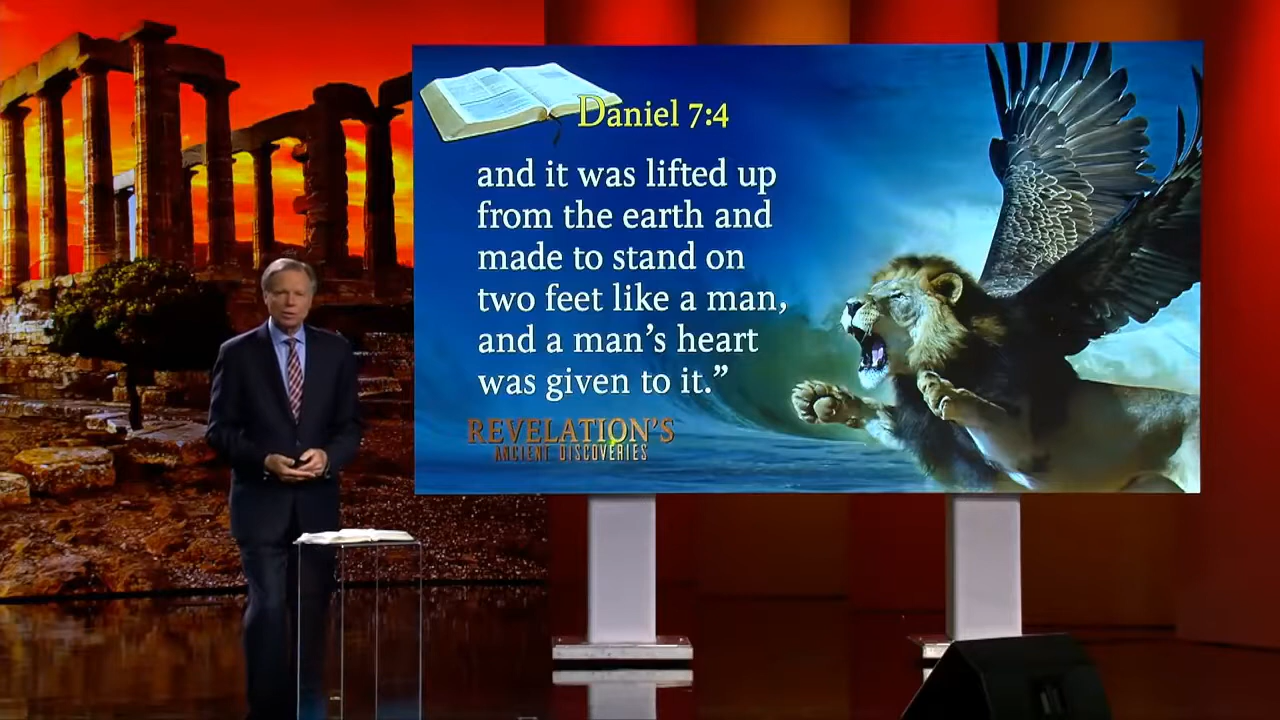 Daniel 7:4
and it was lifted up
from the earth and
made to stand on
two feet like a man,
and a man’s heart
was given to it.”
REVELATION'S
ANCIENT DISCOVERIES